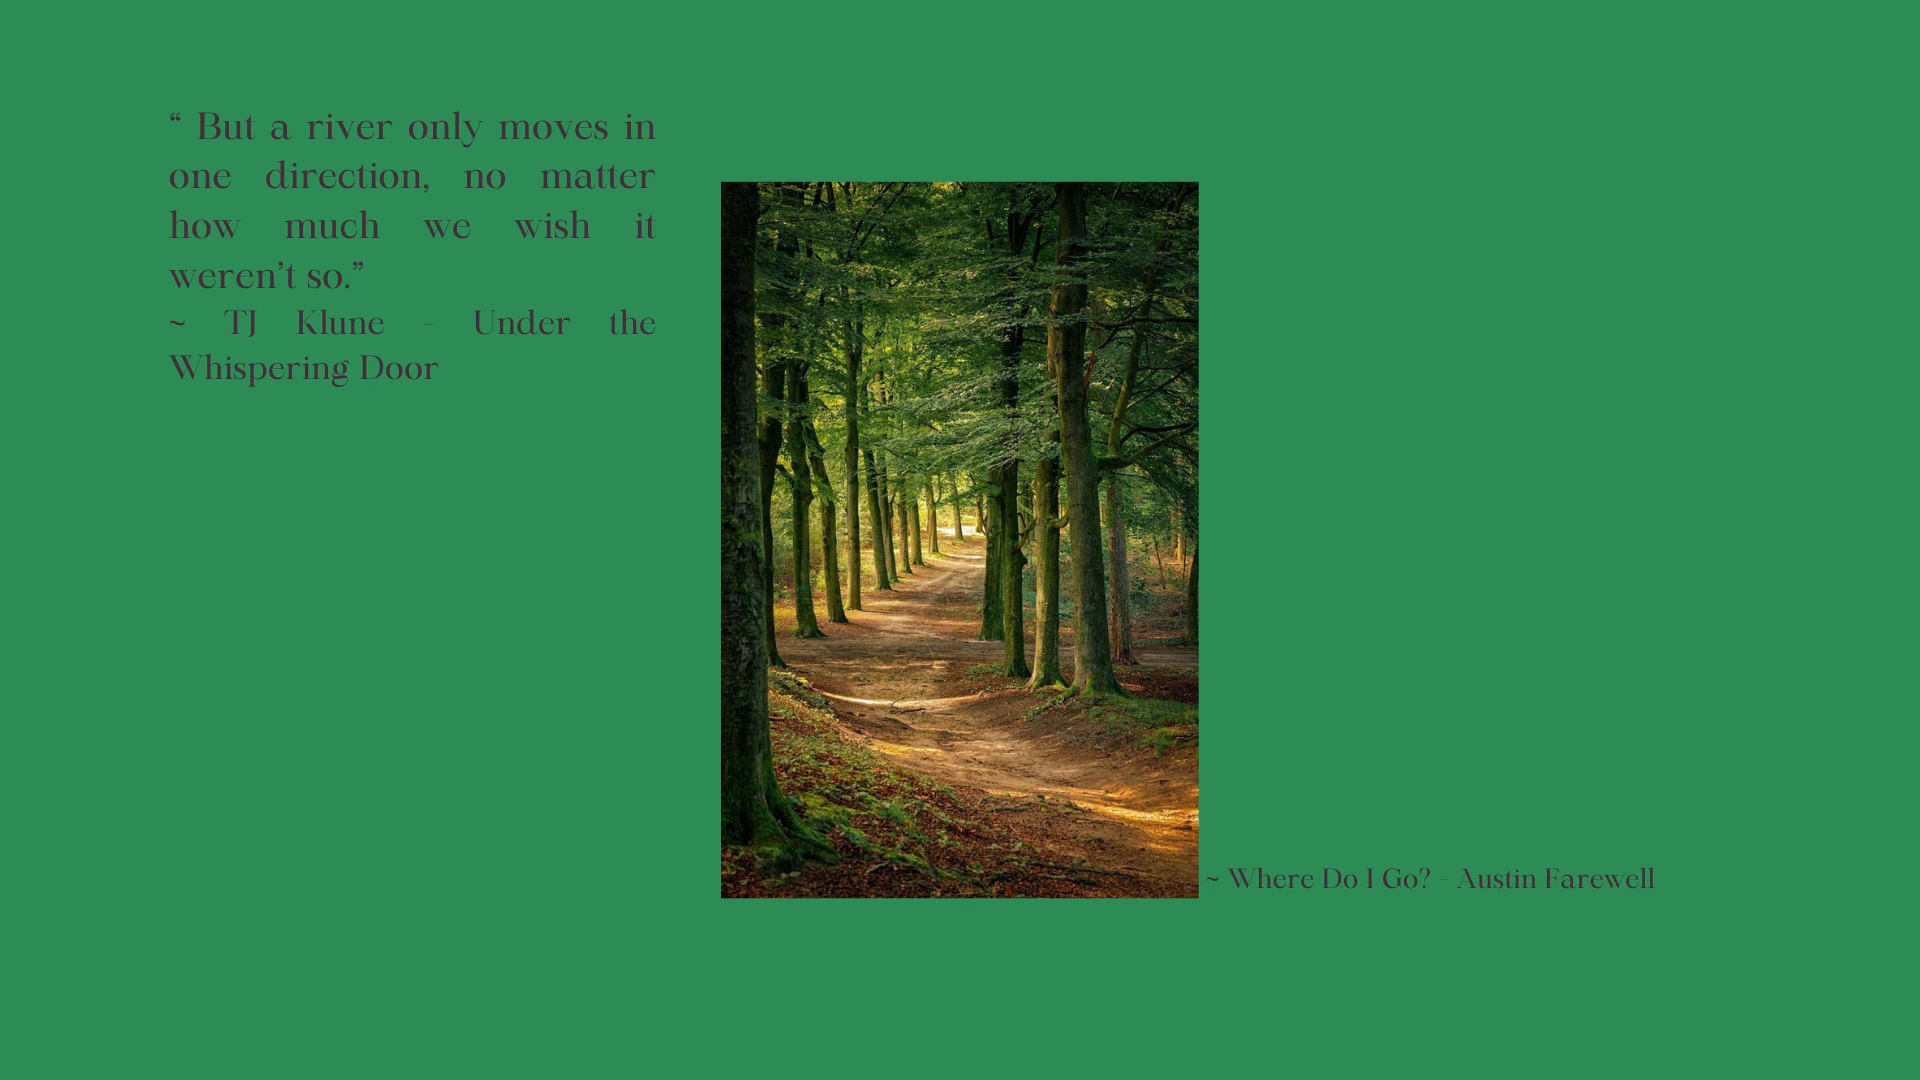 “ But a river only moves in
one direction, no matter
how much we wish it
weren’t so.”
~ TJ Klune - Under the
Whispering Door
~ Where Do I Go? - Austin Farewell